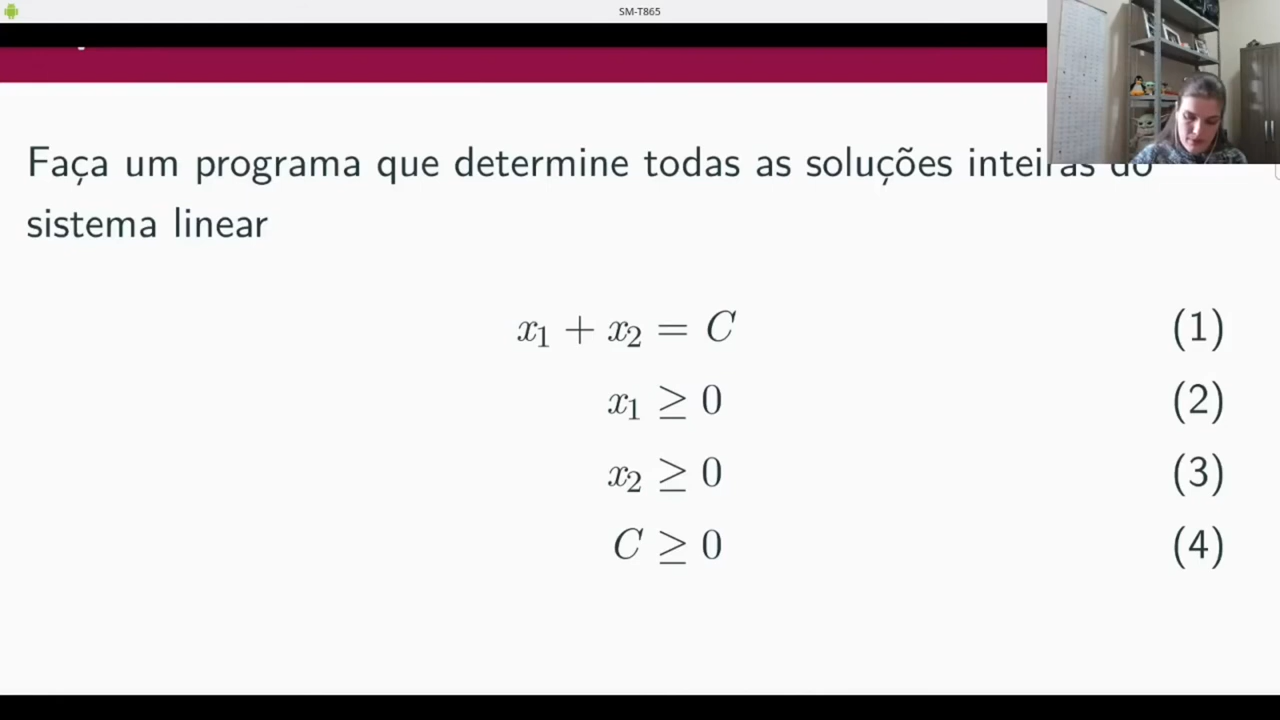 SM-T865
Faça um programa que determine todas as soluções inteiras do
sistema linear
x₁ + x₂ = C (1)
x₁ ≥ 0 (2)
x₂ ≥ 0 (3)
C ≥ 0 (4)